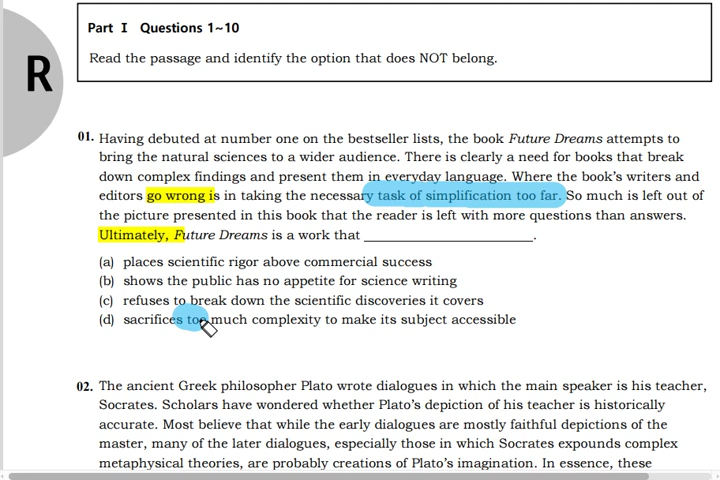 R
Part I Questions 1~10
Read the passage and identify the option that does NOT belong.
01. Having debuted at number one on the bestseller lists, the book Future Dreams attempts to
bring the natural sciences to a wider audience. There is clearly a need for books that break
down complex findings and present them in everyday language. Where the book's writers and
editors go wrong is in taking the necessary task of simplification too far. So much is left out of
the picture presented in this book that the reader is left with more questions than answers.
Ultimately, Future Dreams is a work that ____________________.
(a) places scientific rigor above commercial success
(b) shows the public has no appetite for science writing
(c) refuses to break down the scientific discoveries it covers
(d) sacrifices too much complexity to make its subject accessible
02. The ancient Greek philosopher Plato wrote dialogues in which the main speaker is his teacher,
Socrates. Scholars have wondered whether Plato's depiction of his teacher is historically
accurate. Most believe that while the early dialogues are mostly faithful depictions of the
master, many of the later dialogues, especially those in which Socrates expounds complex
metaphysical theories, are probably creations of Plato's imagination. In essence, these